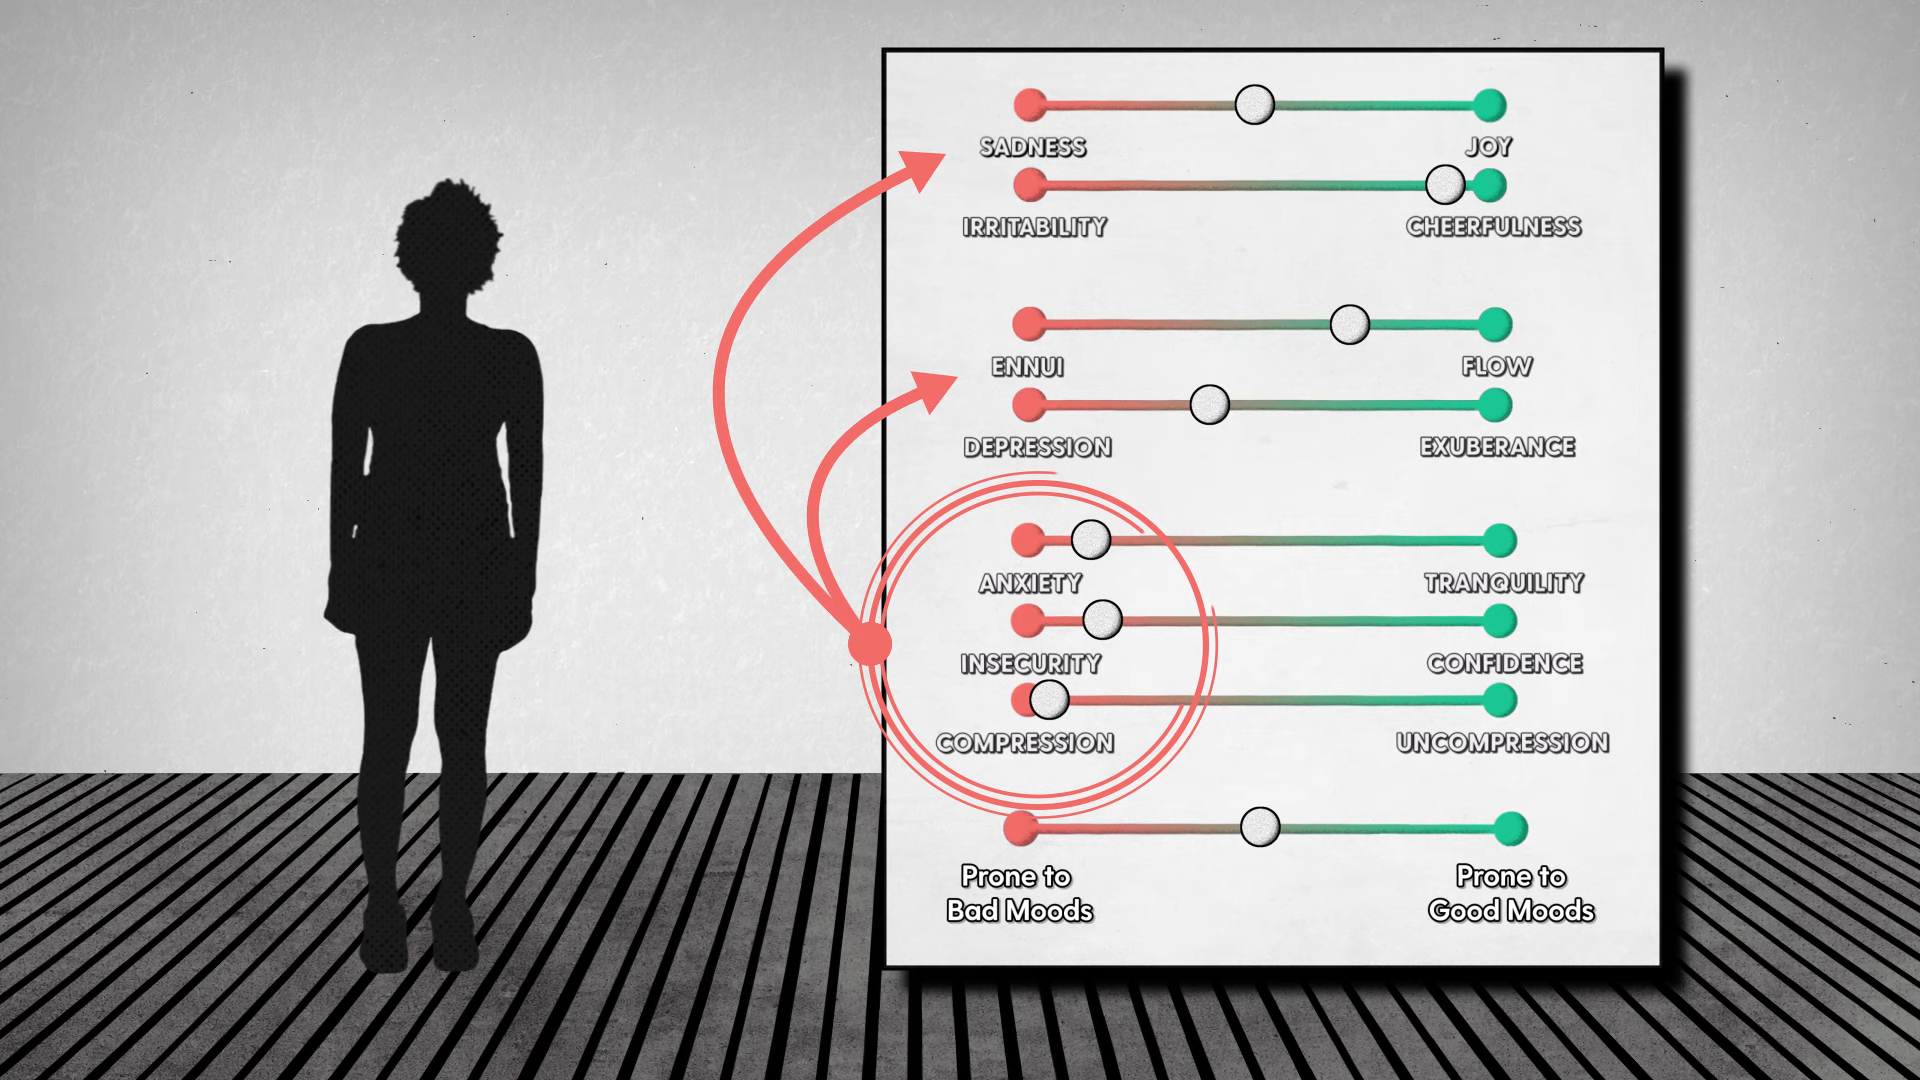 SADNESS JOY
IRRITABILITY CHEERFULNESS
ENNUI FLOW
DEPRESSION EXUBERANCE
ANXIETY TRANQUILITY
INSECURITY CONFIDENCE
COMPRESSION UNCOMPRESSION
Prone to
Bad Moods
Prone to
Good Moods